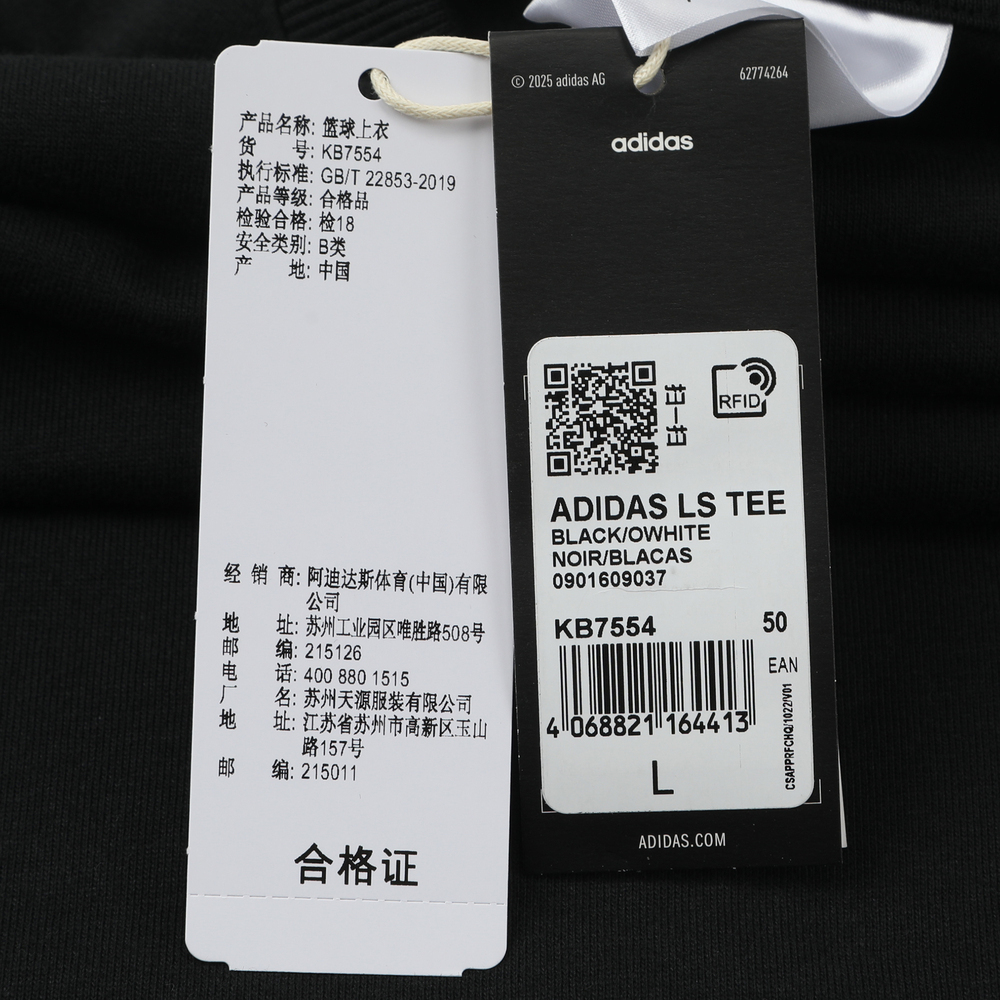 产品名称: 篮球上衣
货 号: KB7554
执行标准: GB/T 22853-2019
产品等级: 合格品
检验合格: 检18
安全类别: B类
产 地: 中国
经 销 商: 阿迪达斯体育(中国)有限
公司
地 址: 苏州工业园区唯胜路508号
邮 编: 215126
电 话: 400 880 1515
厂 名: 苏州天源服装有限公司
地 址: 江苏省苏州市高新区玉山
路157号
邮 编: 215011
合格证
© 2025 adidas AG
62774264
adidas
扫一扫
RFID
ADIDAS LS TEE
BLACK/OWHITE
NOIR/BLACAS
0901609037
KB7554 50
EAN
4 068821 164413
CSAPPRFCHQ/1022/V01
L
ADIDAS.COM